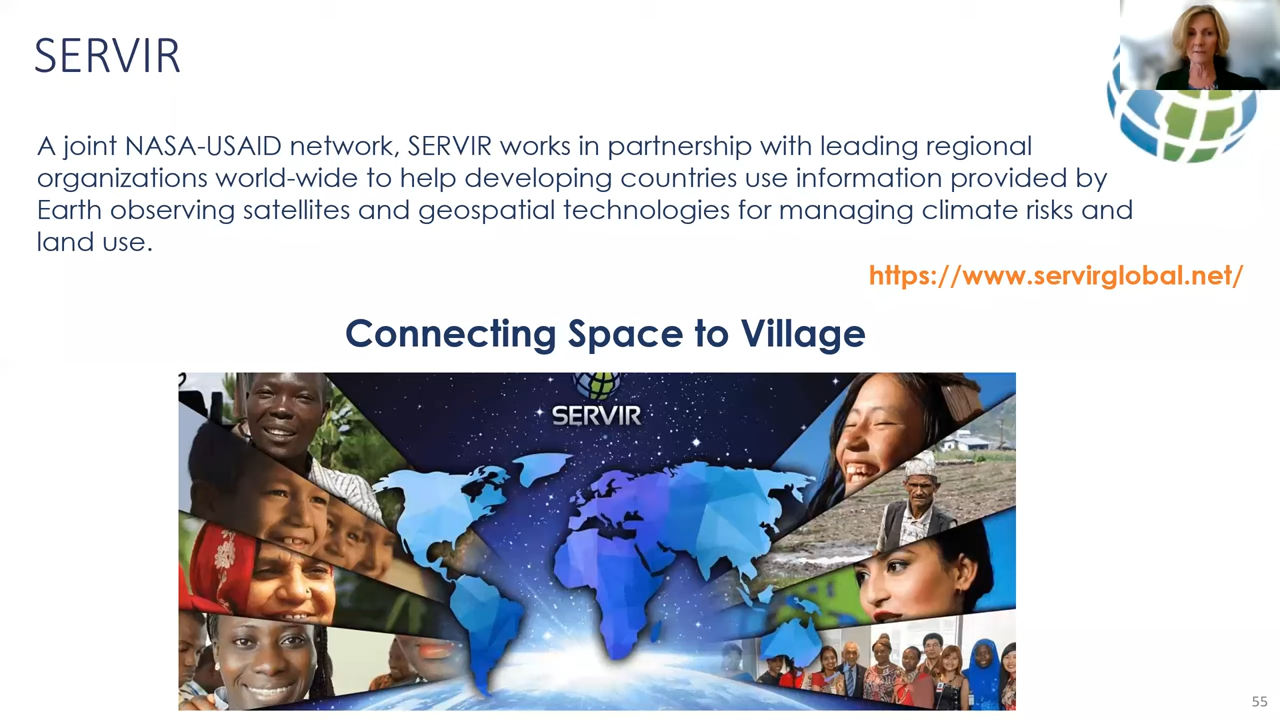 SERVIR
A joint NASA-USAID network, SERVIR works in partnership with leading regional
organizations world-wide to help developing countries use information provided by
Earth observing satellites and geospatial technologies for managing climate risks and
land use.
https://www.servirglobal.net/
Connecting Space to Village
SERVIR
55